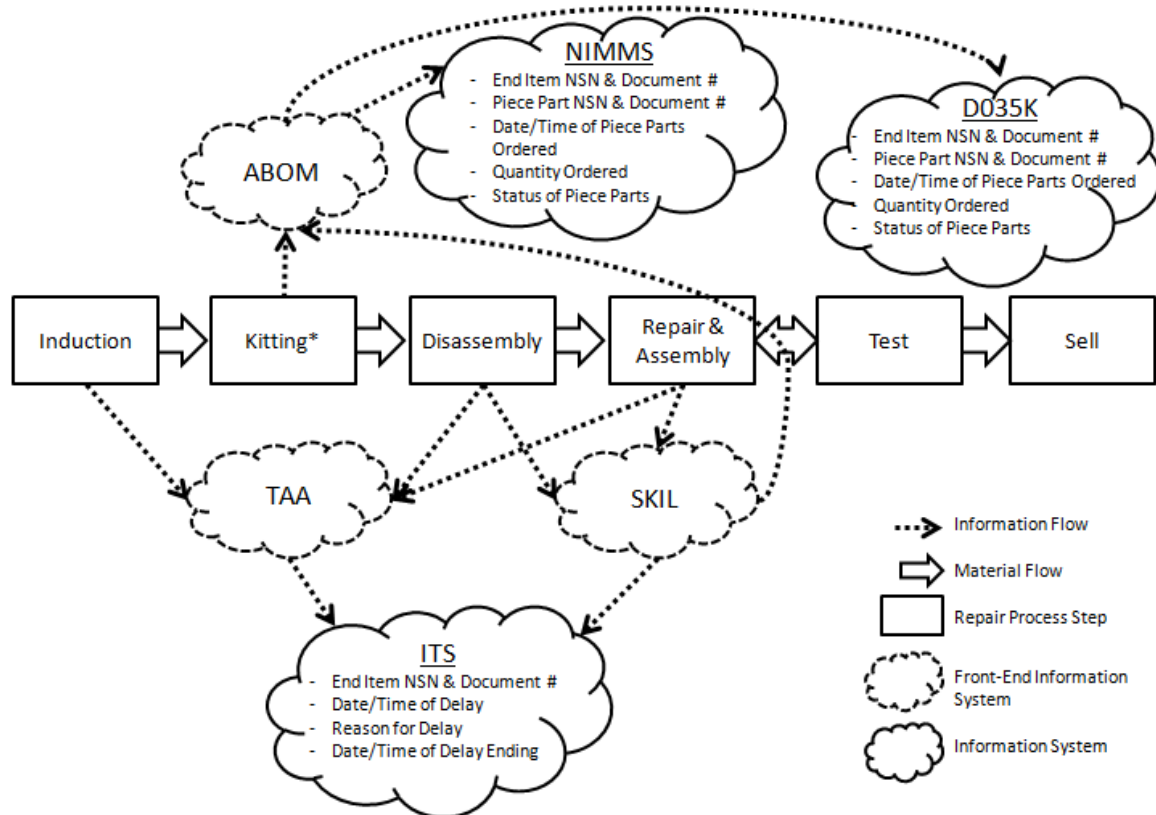 NIMMS
- End Item NSN & Document #
- Piece Part NSN & Document #
- Date/Time of Piece Parts
Ordered
- Quantity Ordered
- Status of Piece Parts
D035K
- End Item NSN & Document #
- Piece Part NSN & Document #
- Date/Time of Piece Parts Ordered
- Quantity Ordered
- Status of Piece Parts
ABOM
Induction
Kitting*
Disassembly
Repair &
Assembly
Test
Sell
TAA
SKIL
ITS
- End Item NSN & Document #
- Date/Time of Delay
- Reason for Delay
- Date/Time of Delay Ending
Information Flow
Material Flow
Repair Process Step
Front-End Information
System
Information System